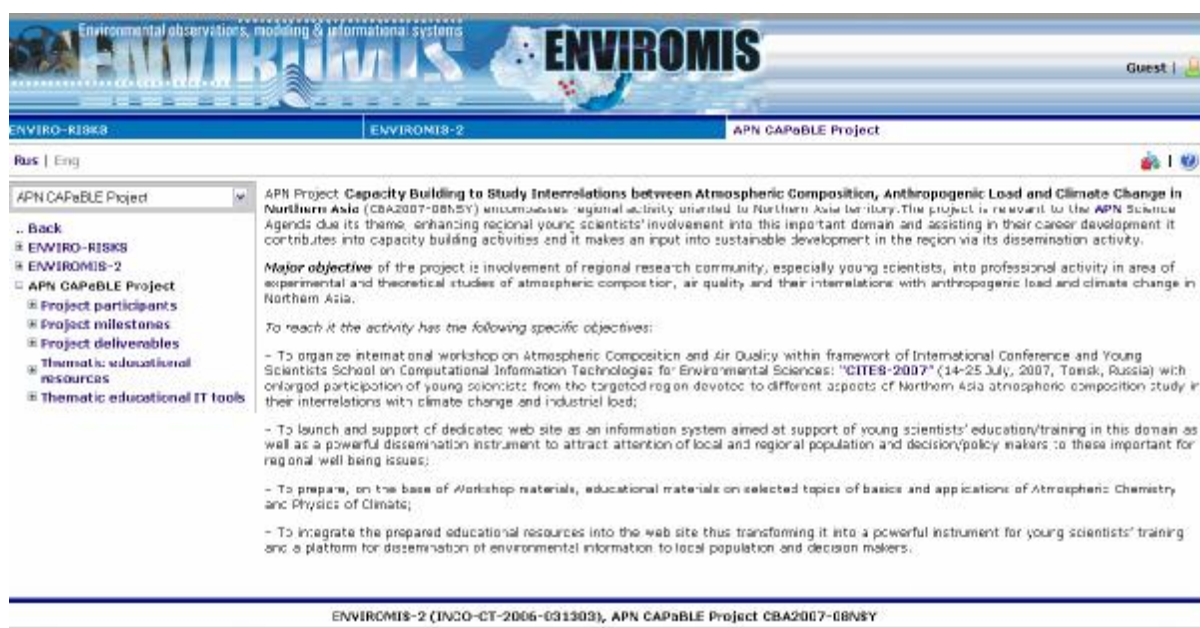 Environmental observations, modeling & informational systems
ENVIROMIS
ENVIROMIS
Guest |
ENVIRO-RISKS
ENVIROMIS-2
APN CAPaBLE Project
Rus | Eng
|
APN CAPaBLE Project
.. Back
ENVIRO-RISKS
ENVIROMIS-2
APN CAPaBLE Project
Project participants
Project milestones
Project deliverables
Thematic educational
resources
Thematic educational IT tools
APN Project Capacity Building to Study Interrelations between Atmospheric Composition, Anthropogenic Load and Climate Change in
Northern Asia (CBA2007-08NSY) encompasses regional activity oriented to Northern Asia territory.The project is relevant to the APN Science
Agenda due its theme, enhancing regional young scientists' involvement into this important domain and assisting in their career development it
contributes into capacity building activities and it makes an input into sustainable development in the region via its dissemination activity.
Major objective of the project is involvement of regional research community, especially young scientists, into professional activity in area of
experimental and theoretical studies of atmospheric composition, air quality and their interrelations with anthropogenic load and climate change in
Northern Asia.
To reach it the activity has the following specific objectives:
– To organize international workshop on Atmospheric Composition and Air Quality within framework of International Conference and Young
Scientists School on Computational Information Technologies for Environmental Sciences: "CITES-2007" (14-25 July, 2007, Tomsk, Russia) with
enlarged participation of young scientists from the targeted region devoted to different aspects of Northern Asia atmospheric composition study in
their interrelations with climate change and industrial load;
– To launch and support of dedicated web site as an information system aimed at support of young scientists' education/training in this domain as
well as a powerful dissemination instrument to attract attention of local and regional population and decision/policy makers to these important for
regional well being issues;
– To prepare, on the base of Workshop materials, educational materials on selected topics of basics and applications of Atmospheric Chemistry
and Physics of Climate;
– To integrate the prepared educational resources into the web site thus transforming it into a powerful instrument for young scientists' training
and a platform for dissemination of environmental information to local population and decision makers.
ENVIROMIS-2 (INCO-CT-2006-031303), APN CAPaBLE Project CBA2007-08NSY